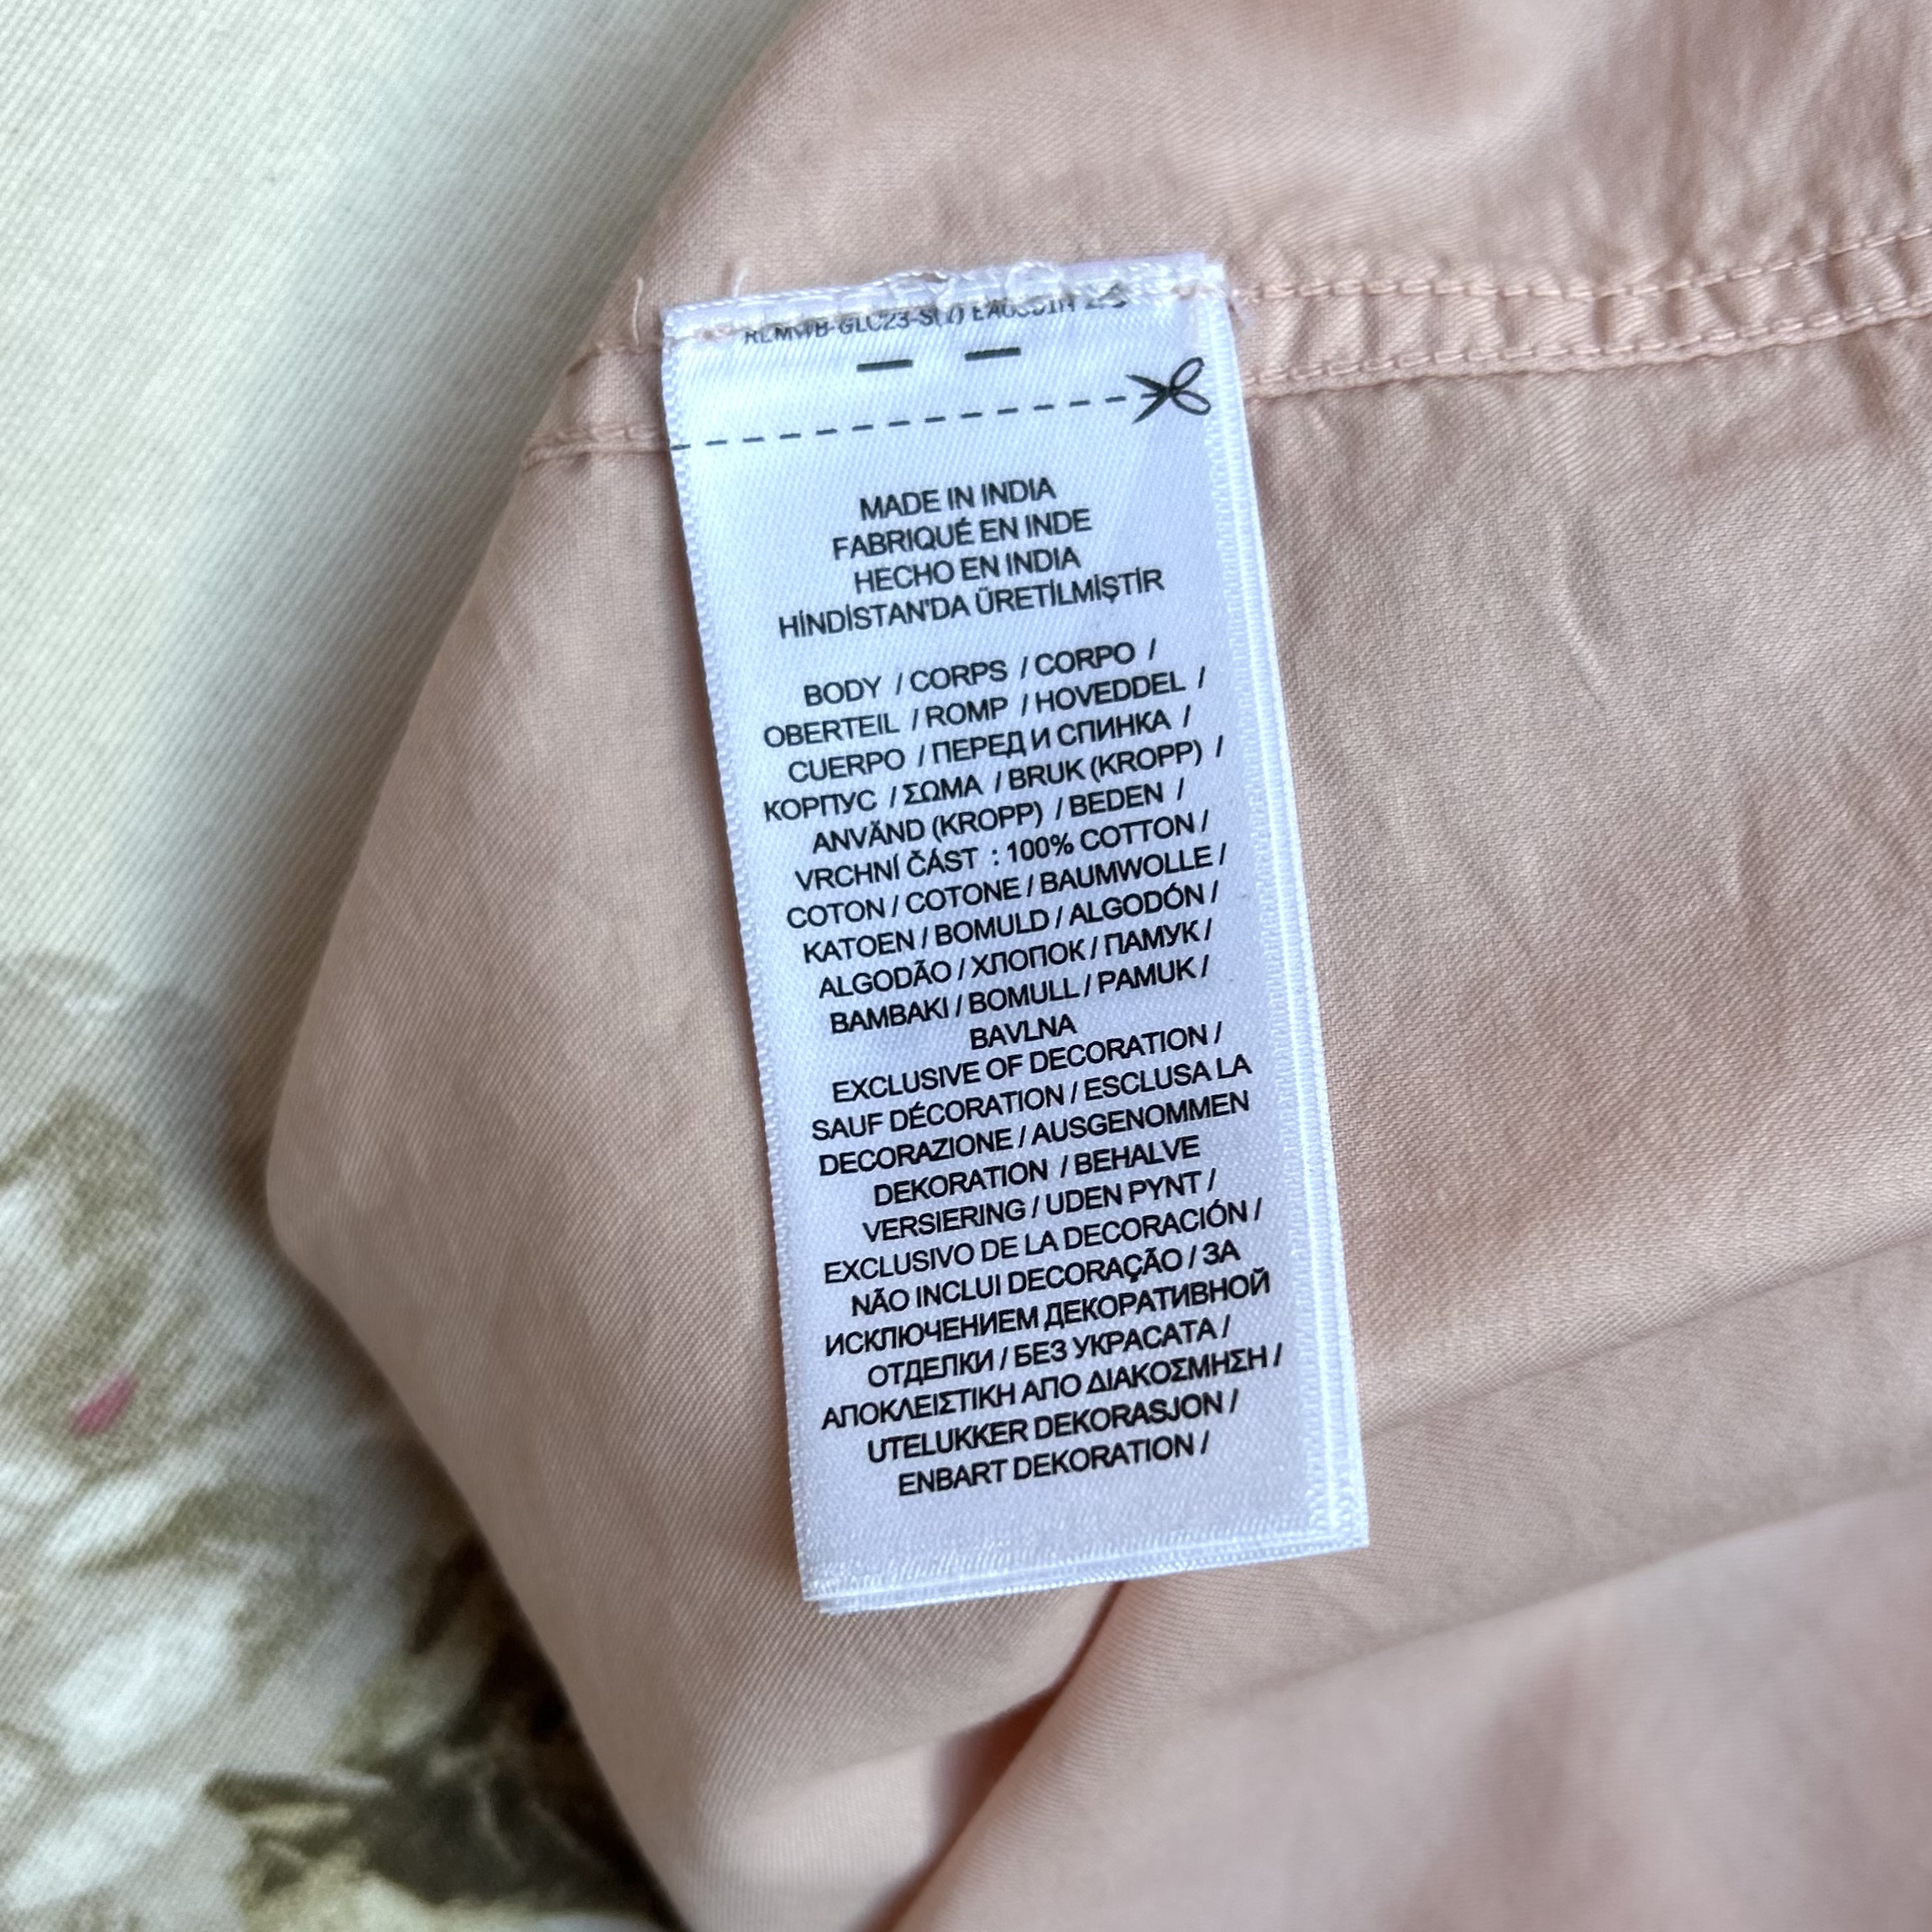 MADE IN INDIA
FABRIQUÉ EN INDE
HECHO EN INDIA
HİNDİSTAN'DA ÜRETİLMİŞTİR
BODY / CORPS / CORPO /
OBERTEIL / ROMP / HOVEDDEL /
CUERPO / ПЕРЕД И СПИНКА /
КОРПУС / ΣΩΜΑ / BRUK (KROPP) /
ANVÄND (KROPP) / BEDEN /
VRCHNÍ ČÁST : 100% COTTON /
COTON / COTONE / BAUMWOLLE /
KATOEN / BOMULD / ALGODÓN /
ALGODÃO / ХЛОПОК / ПАМУК /
BAMBAKI / BOMULL / PAMUK /
BAVLNA
EXCLUSIVE OF DECORATION /
SAUF DÉCORATION / ESCLUSA LA
DECORAZIONE / AUSGENOMMEN
DEKORATION / BEHALVE
VERSIERING / UDEN PYNT /
EXCLUSIVO DE LA DECORACIÓN /
NÃO INCLUI DECORAÇÃO / ЗА
ИСКЛЮЧЕНИЕМ ДЕКОРАТИВНОЙ
ОТДЕЛКИ / БЕЗ УКРАСАТА /
ΑΠΟΚΛΕΙΣΤΙΚΗ ΑΠΟ ΔΙΑΚΟΣΜΗΣΗ /
UTELUKKER DEKORASJON /
ENBART DEKORATION /